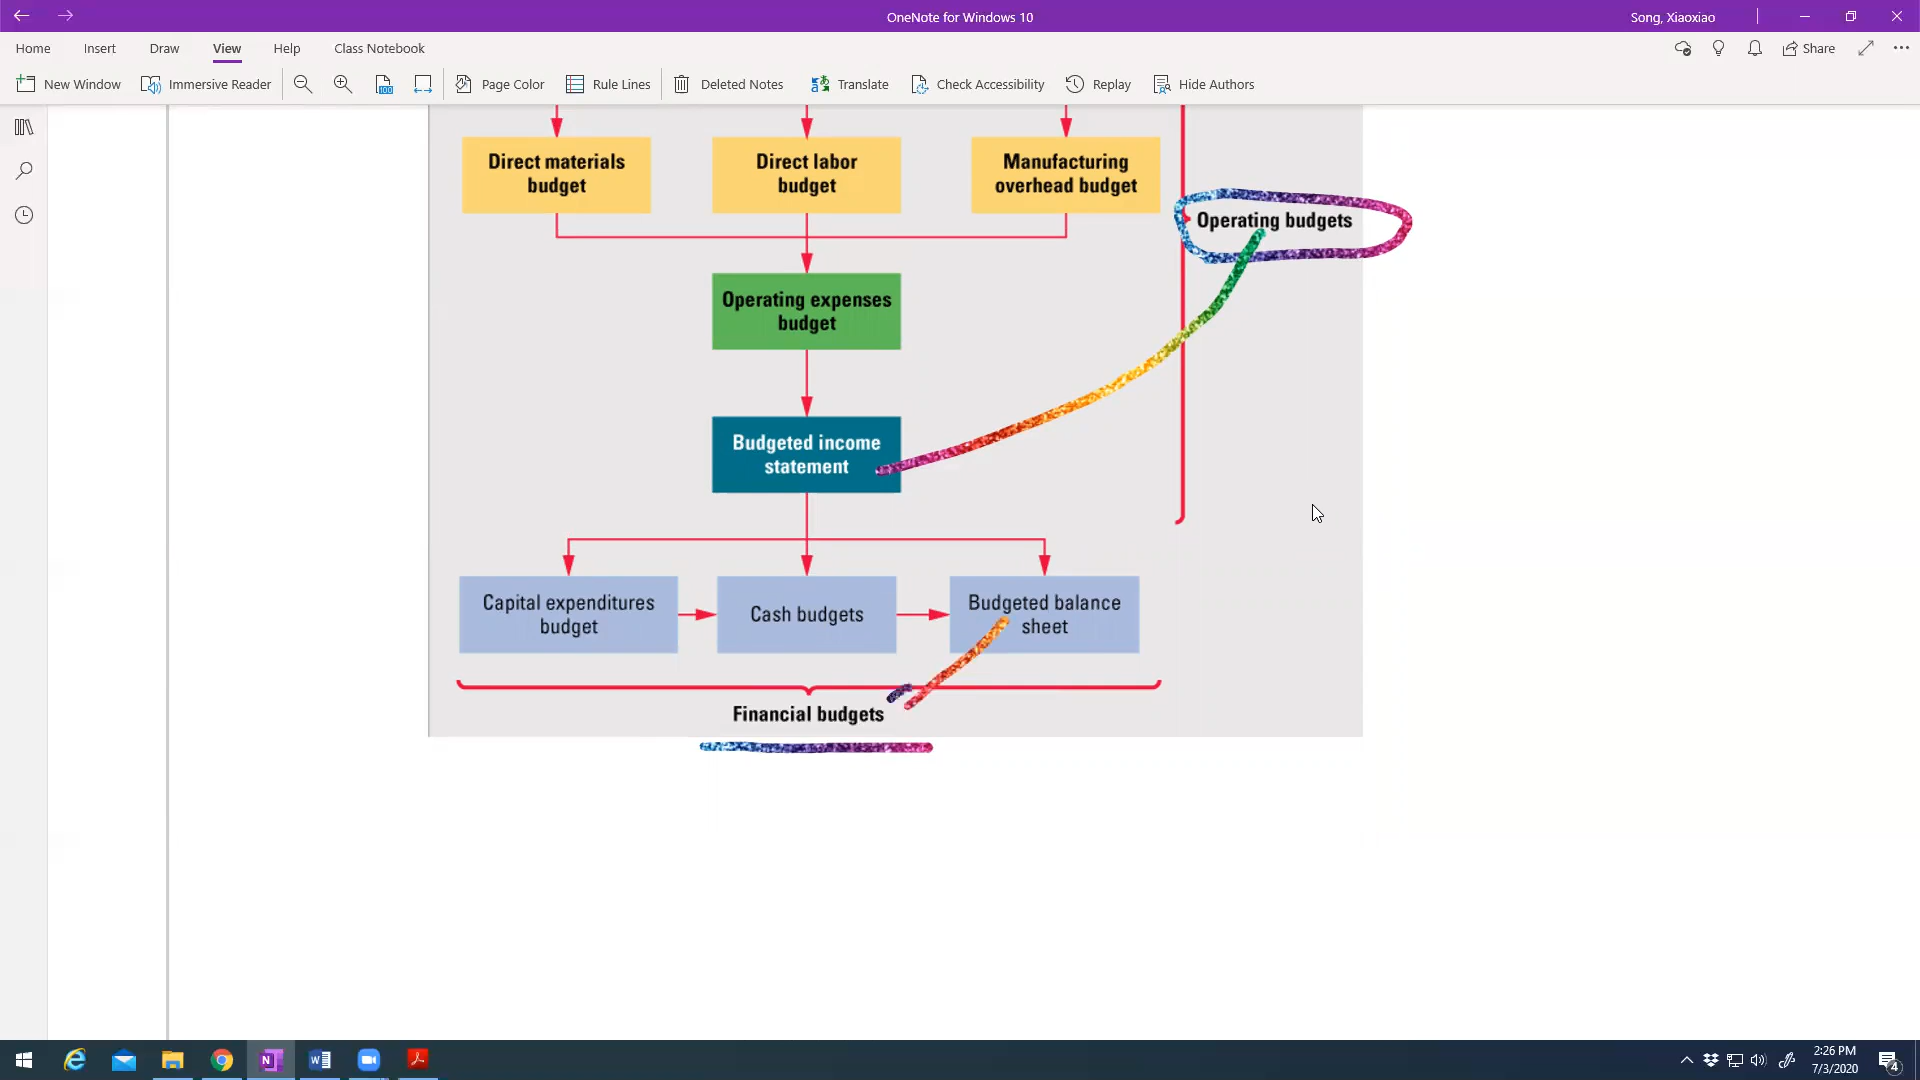 OneNote for Windows 10
Song, Xiaoxiao
Home Insert Draw View Help Class Notebook
Share
New Window Immersive Reader 100 Page Color Rule Lines Deleted Notes Translate Check Accessibility Replay Hide Authors
Direct materials
budget
Direct labor
budget
Manufacturing
overhead budget
Operating budgets
Operating expenses
budget
Budgeted income
statement
Capital expenditures
budget
Cash budgets
Budgeted balance
sheet
Financial budgets
2:26 PM
7/3/2020
4